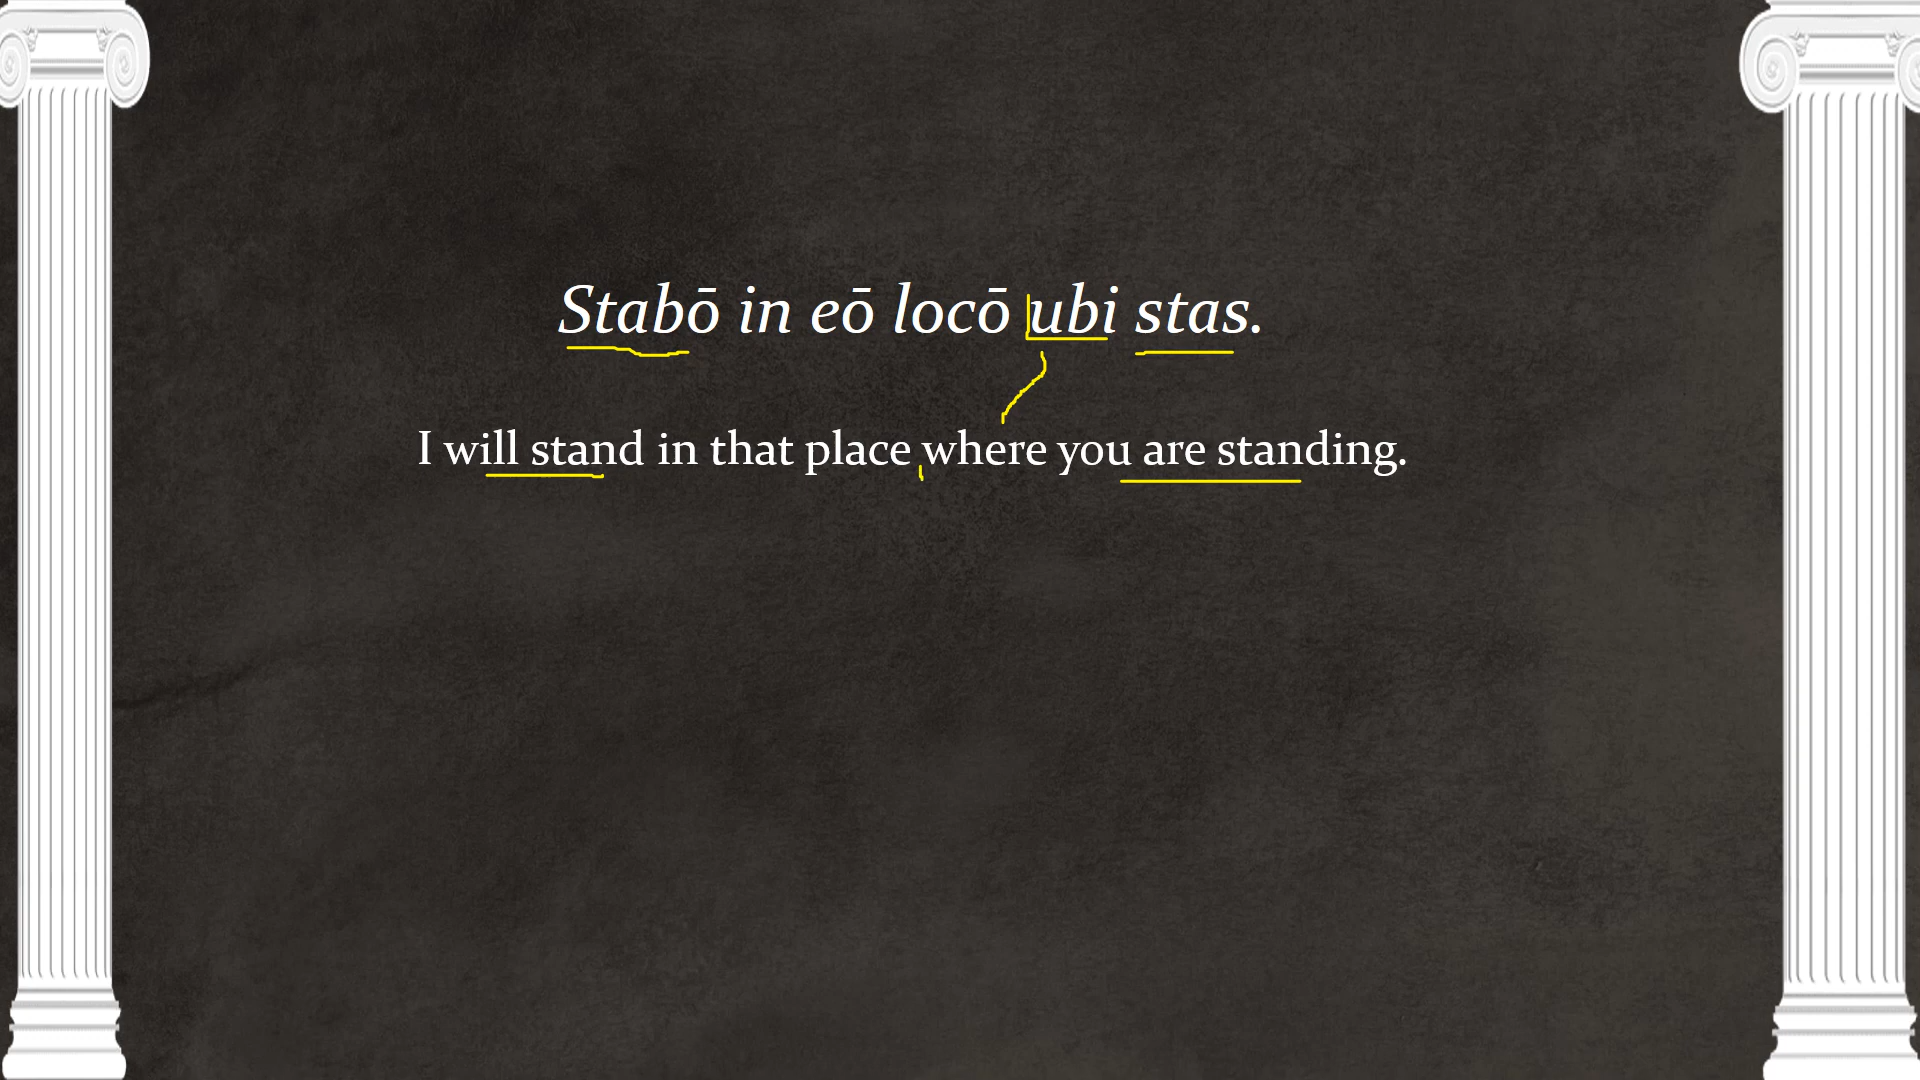 Stabō in eō locō ubi stas.
I will stand in that place where you are standing.